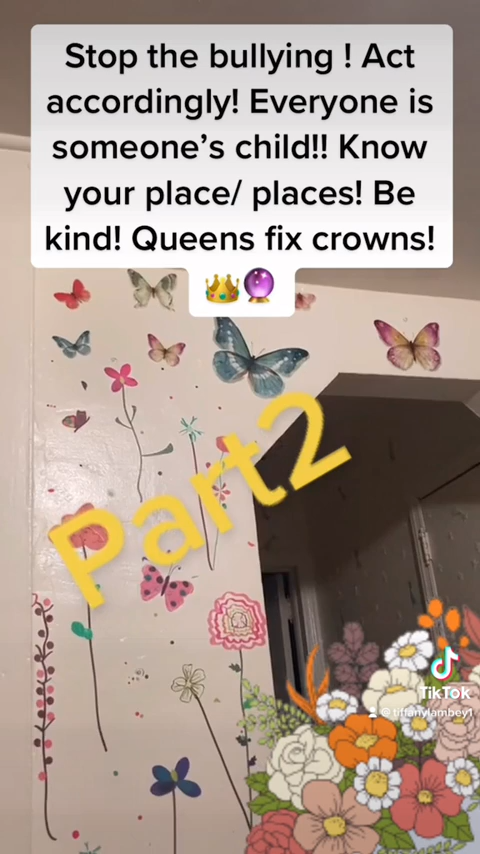 Stop the bullying ! Act
accordingly! Everyone is
someone’s child!! Know
your place/ places! Be
kind! Queens fix crowns!
👑🔮
Part2
TikTok
@tiffanylambey1